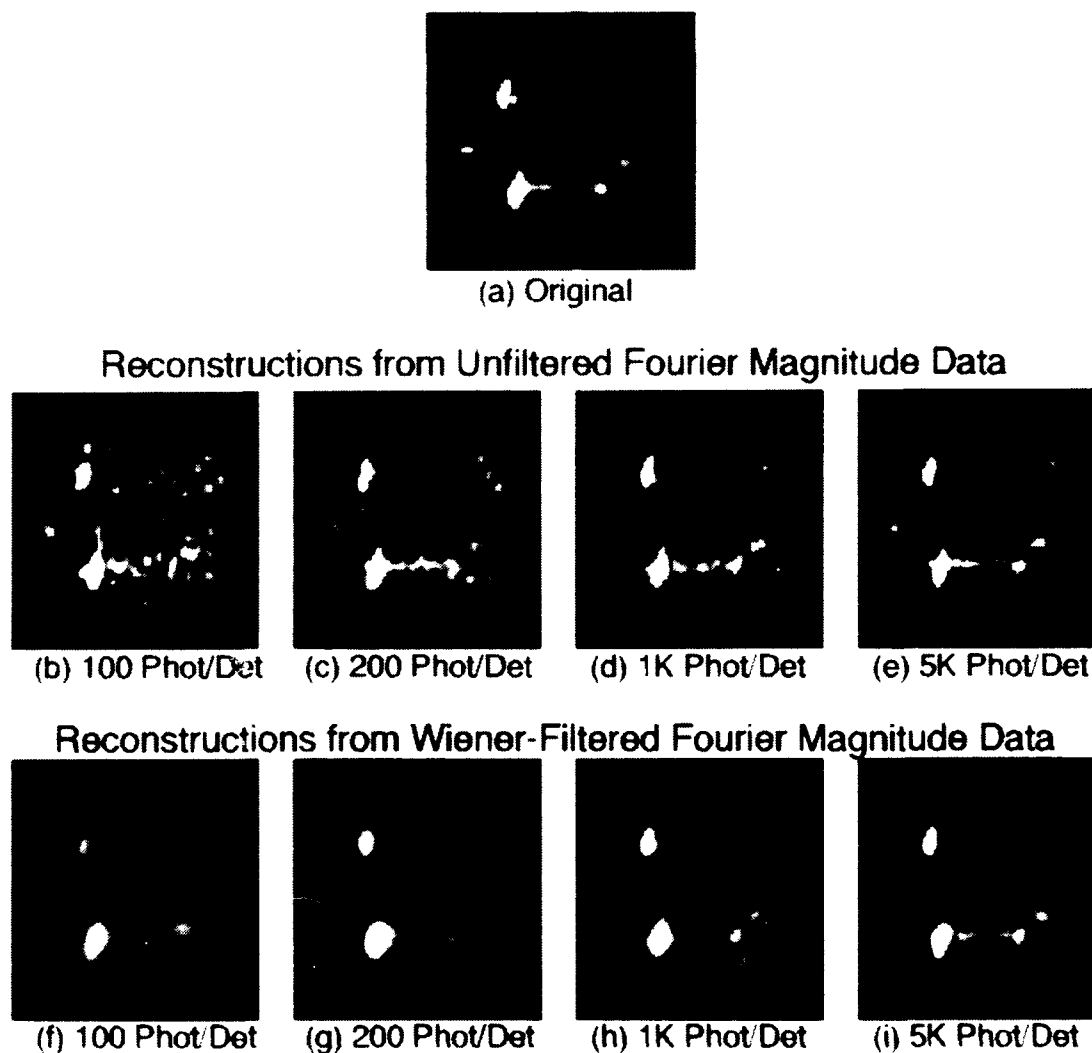 (a) Original
Reconstructions from Unfiltered Fourier Magnitude Data
(b) 100 Phot/Det
(c) 200 Phot/Det
(d) 1K Phot/Det
(e) 5K Phot/Det
Reconstructions from Wiener-Filtered Fourier Magnitude Data
(f) 100 Phot/Det
(g) 200 Phot/Det
(h) 1K Phot/Det
(i) 5K Phot/Det